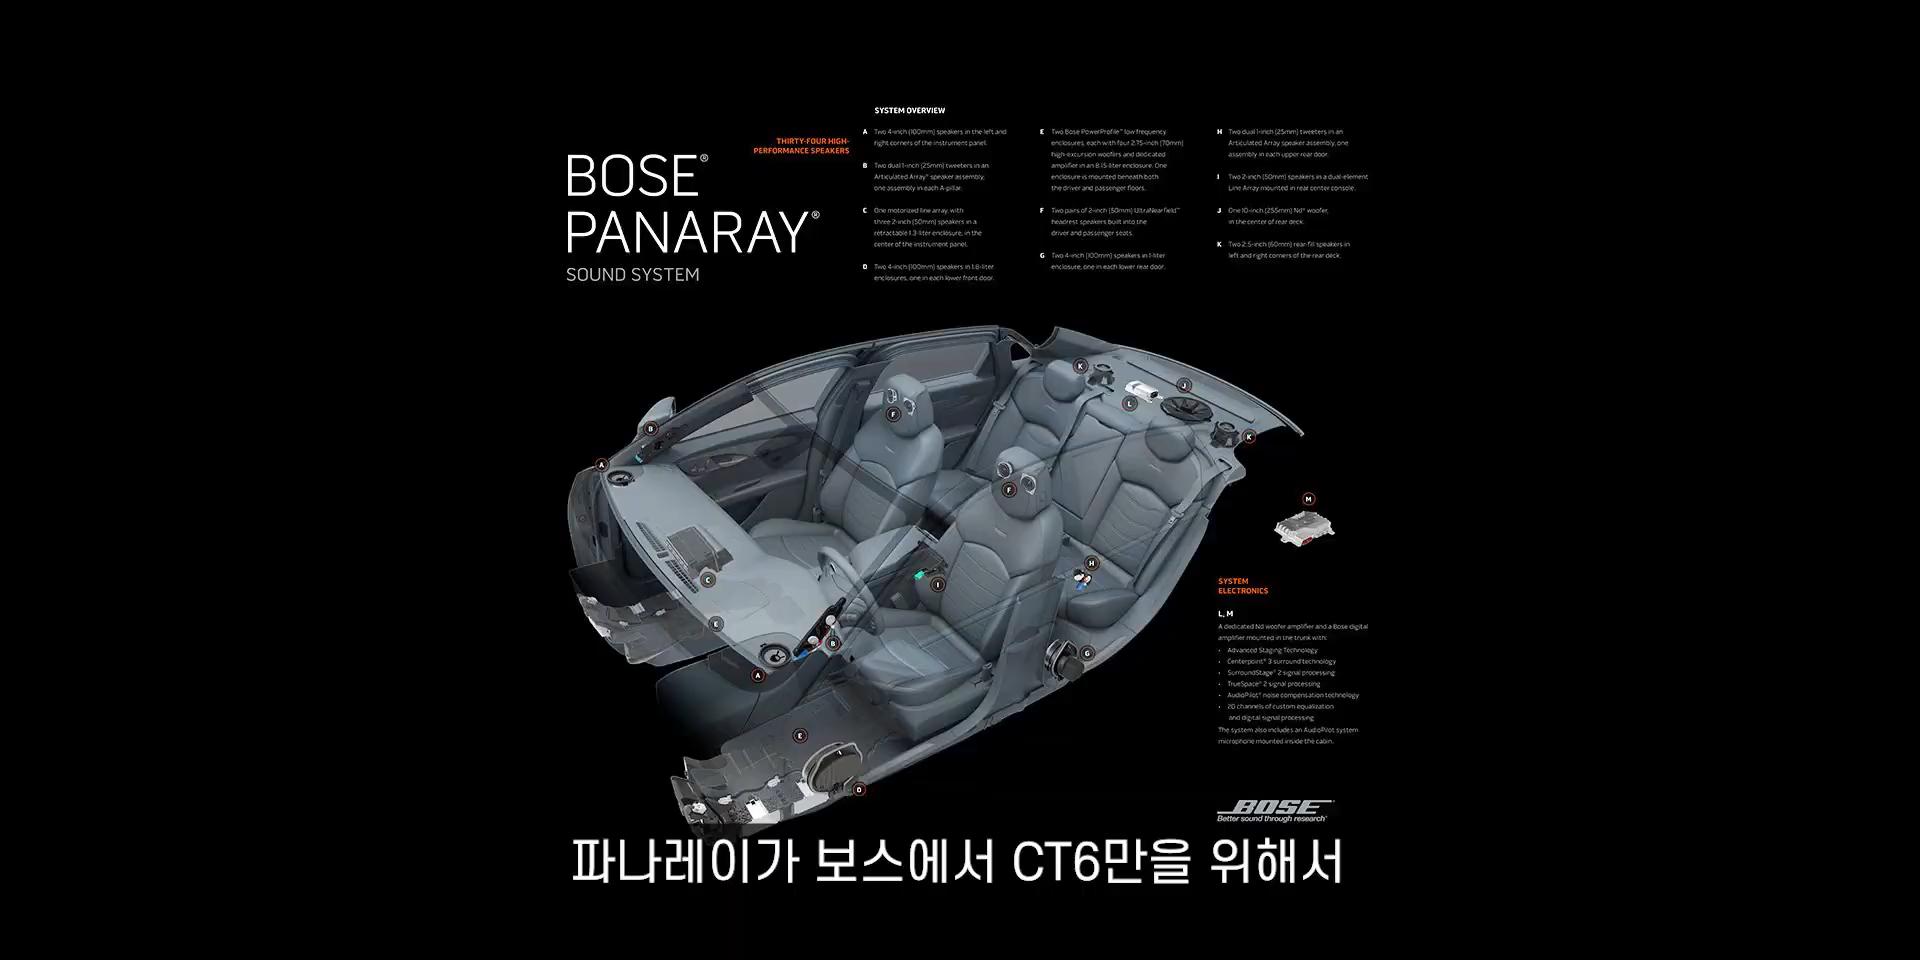 BOSE®
PANARAY®
SOUND SYSTEM
THIRTY-FOUR HIGH-
PERFORMANCE SPEAKERS
SYSTEM OVERVIEW
A Two 4-inch (100mm) speakers in the left and
right corners of the instrument panel.
B Two dual 1-inch (25mm) tweeters in an
Articulated Array® speaker assembly,
one assembly in each A-pillar.
C One motorized line array, with
three 2-inch (50mm) speakers in a
retractable 1.3-liter enclosure, in the
center of the instrument panel.
D Two 4-inch (100mm) speakers in 1.8-liter
enclosures, one in each lower front door.
E Two Bose PowerProfile™ low frequency
enclosures, each with four 2.75-inch (70mm)
high-excursion woofers and dedicated
amplifier in an 8.15-liter enclosure. One
enclosure is mounted beneath both
the driver and passenger floors.
F Two pairs of 2-inch (50mm) UltraNearfield™
headrest speakers built into the
driver and passenger seats.
G Two 4-inch (100mm) speakers in 1-liter
enclosure, one in each lower rear door.
H Two dual 1-inch (25mm) tweeters in an
Articulated Array speaker assembly, one
assembly in each upper rear door.
I Two 2-inch (50mm) speakers in a dual-element
Line Array mounted in rear center console.
J One 10-inch (255mm) Nd® woofer,
in the center of rear deck.
K Two 2.5-inch (60mm) rear-fill speakers in
left and right corners of the rear deck.
K
J
L
K
F
B
A
F
M
H
C
I
E
B
G
A
E
D
SYSTEM
ELECTRONICS
L, M
A dedicated Nd woofer amplifier and a Bose digital
amplifier mounted in the trunk with:
• Advanced Staging Technology
• Centerpoint® 3 surround technology
• SurroundStage® 2 signal processing
• TrueSpace® 2 signal processing
• AudioPilot® noise compensation technology
• 20 channels of custom equalization
and digital signal processing
The system also includes an AudioPilot system
microphone mounted inside the cabin.
BOSE
Better sound through research®
파나레이가 보스에서 CT6만을 위해서